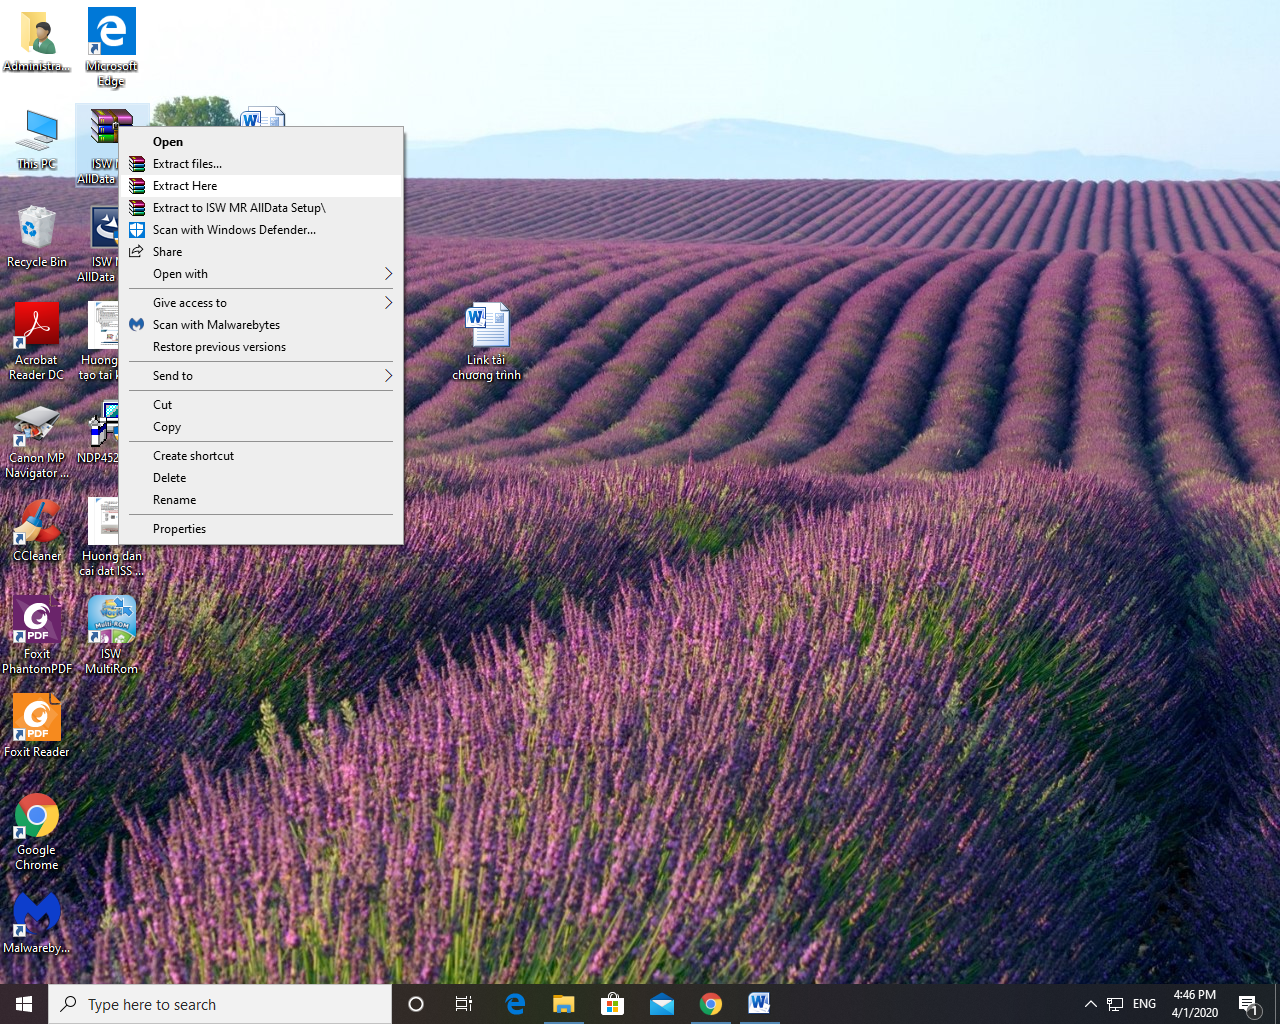 Administra...
Microsoft
Edge
This PC
ISW
AllData
Recycle Bin
ISW
AllData
Acrobat
Reader DC
Huong
tạo tai k
Canon MP
Navigator ...
NDP452
CCleaner
Huong dan
cai dat ISS ...
Foxit
PhantomPDF
PDF
ISW
MultiRom
Multi-ROM
Foxit Reader
PDF
Google
Chrome
Malwareby...
Open
Extract files...
Extract Here
Extract to ISW MR AllData Setup\
Scan with Windows Defender...
Share
Open with
Give access to
Scan with Malwarebytes
Restore previous versions
Send to
Cut
Copy
Create shortcut
Delete
Rename
Properties
Link tải
chương trình
Type here to search
ENG
4:46 PM
4/1/2020
1